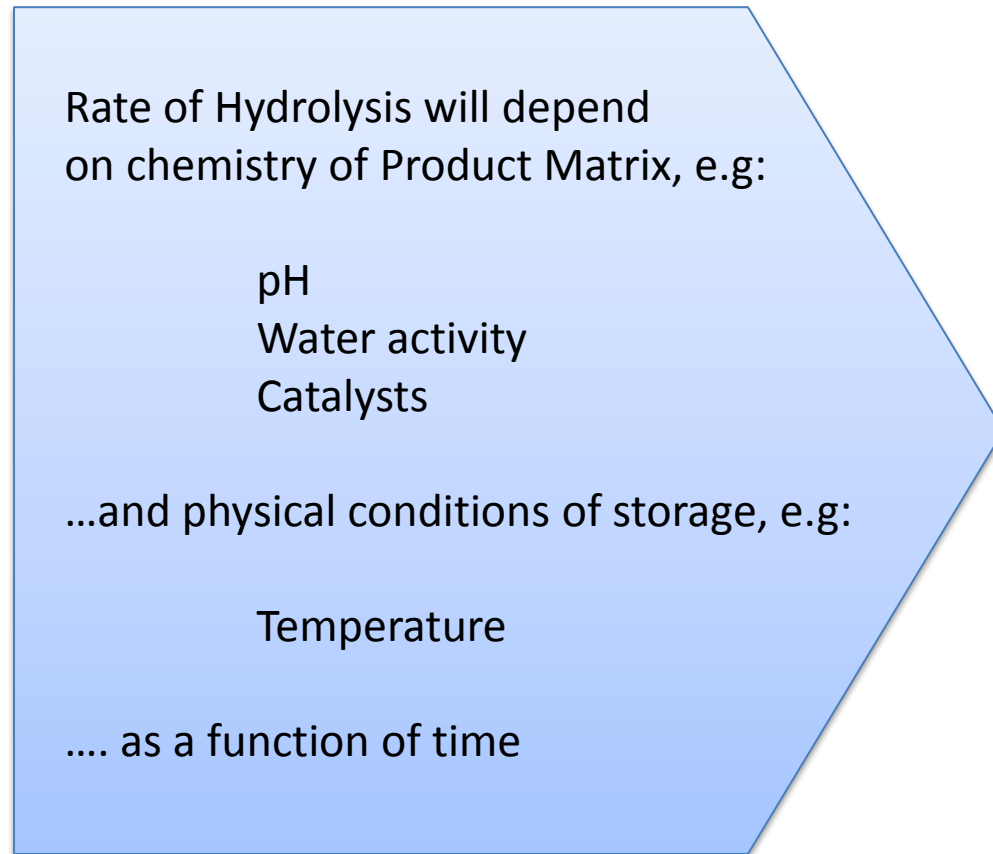 Rate of Hydrolysis will depend
on chemistry of Product Matrix, e.g:
pH
Water activity
Catalysts
…and physical conditions of storage, e.g:
Temperature
…. as a function of time